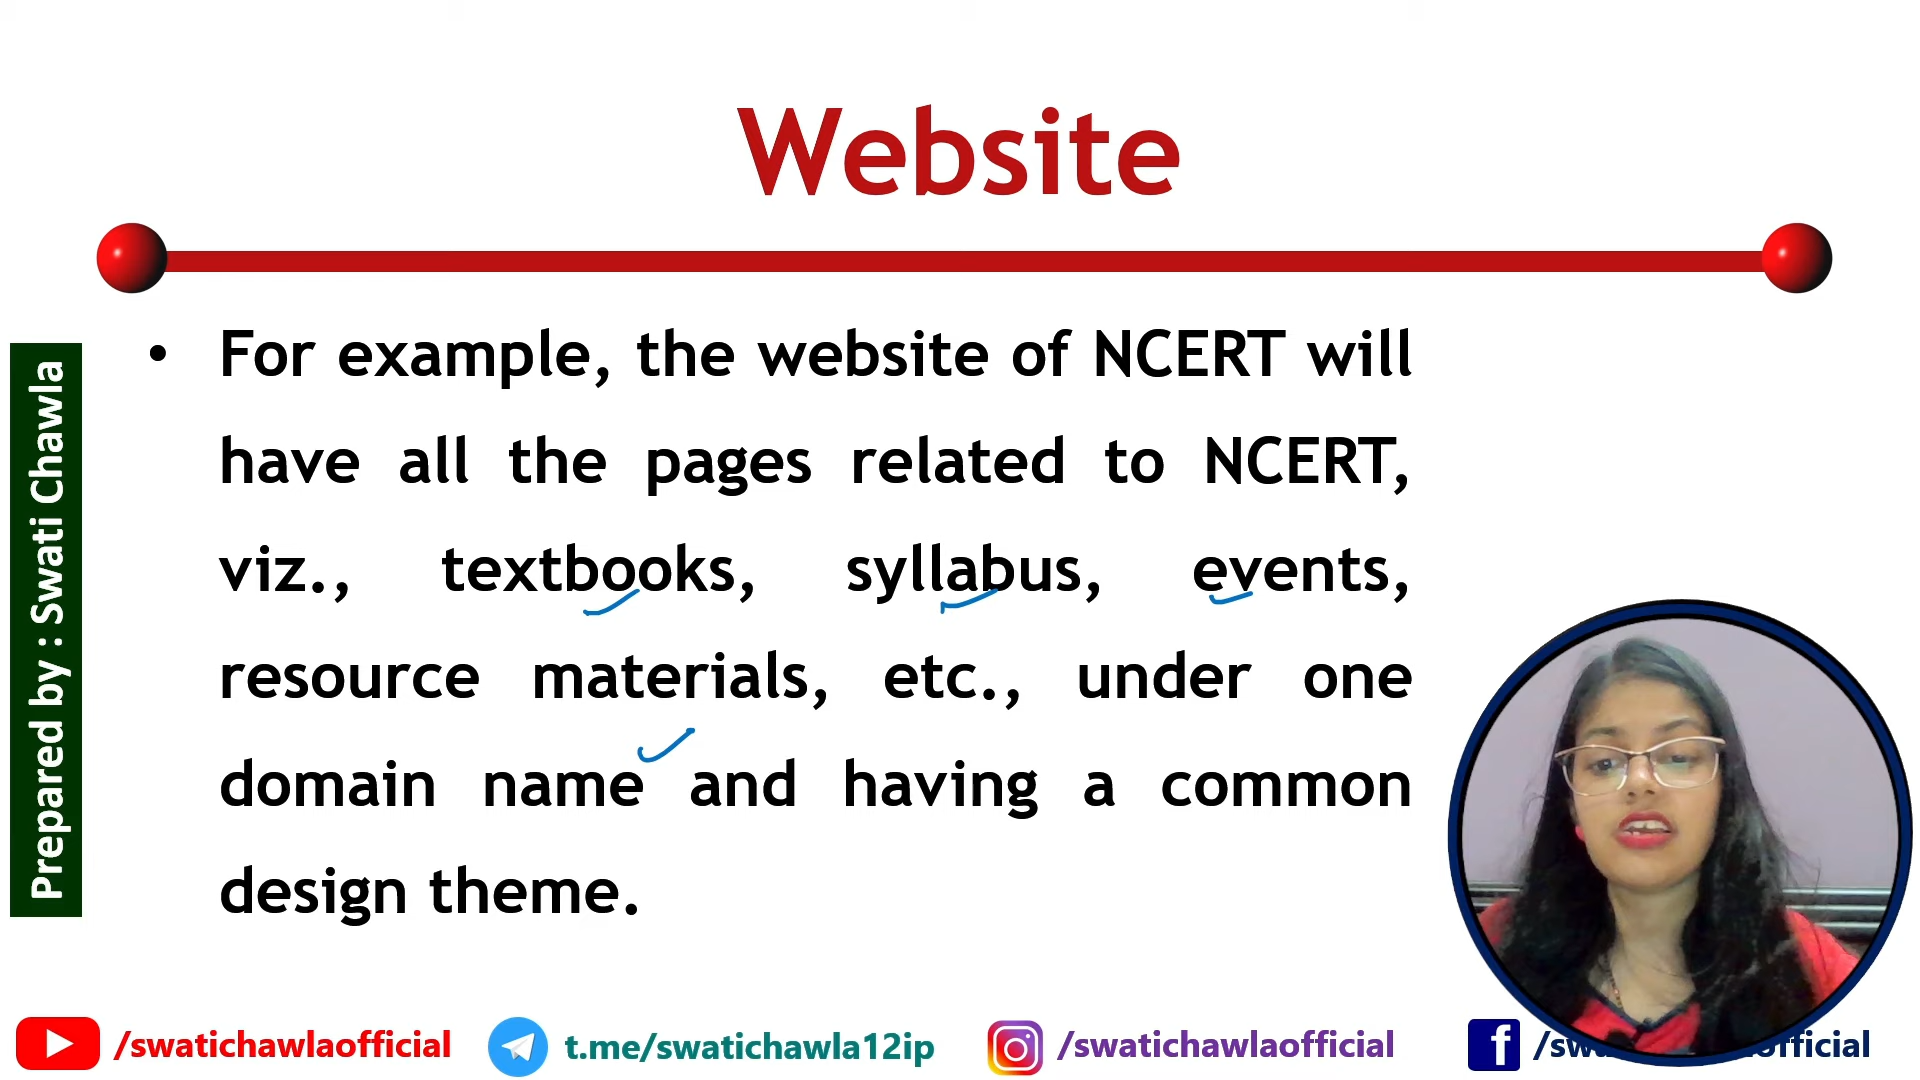 Website
• For example, the website of NCERT will
have all the pages related to NCERT,
viz., textbooks, syllabus, events,
resource materials, etc., under one
domain name and having a common
design theme.
Prepared by : Swati Chawla
/swatichawlaofficial
t.me/swatichawla12ip
/swatichawlaofficial